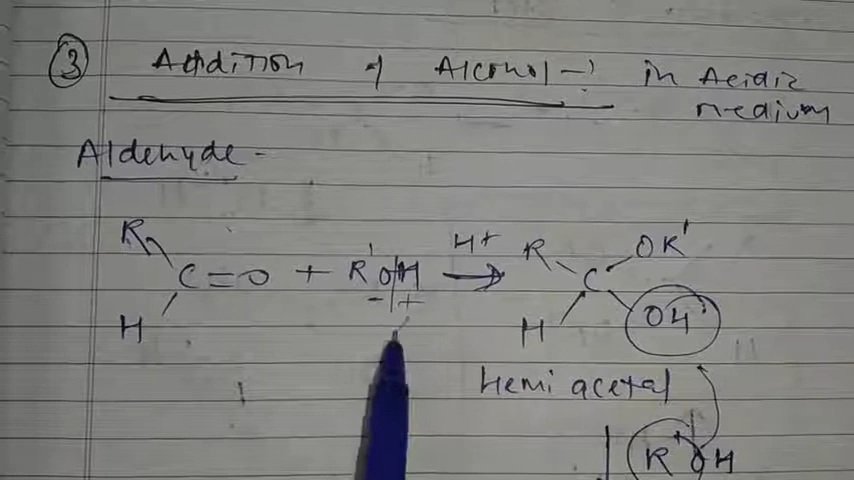 ③ Addition of Alcohol -: in Acidic medium
Aldehyde -
R
H
C=O + R'OH H+ → R H C OR' OH
- +
Hemi acetal
R'OH